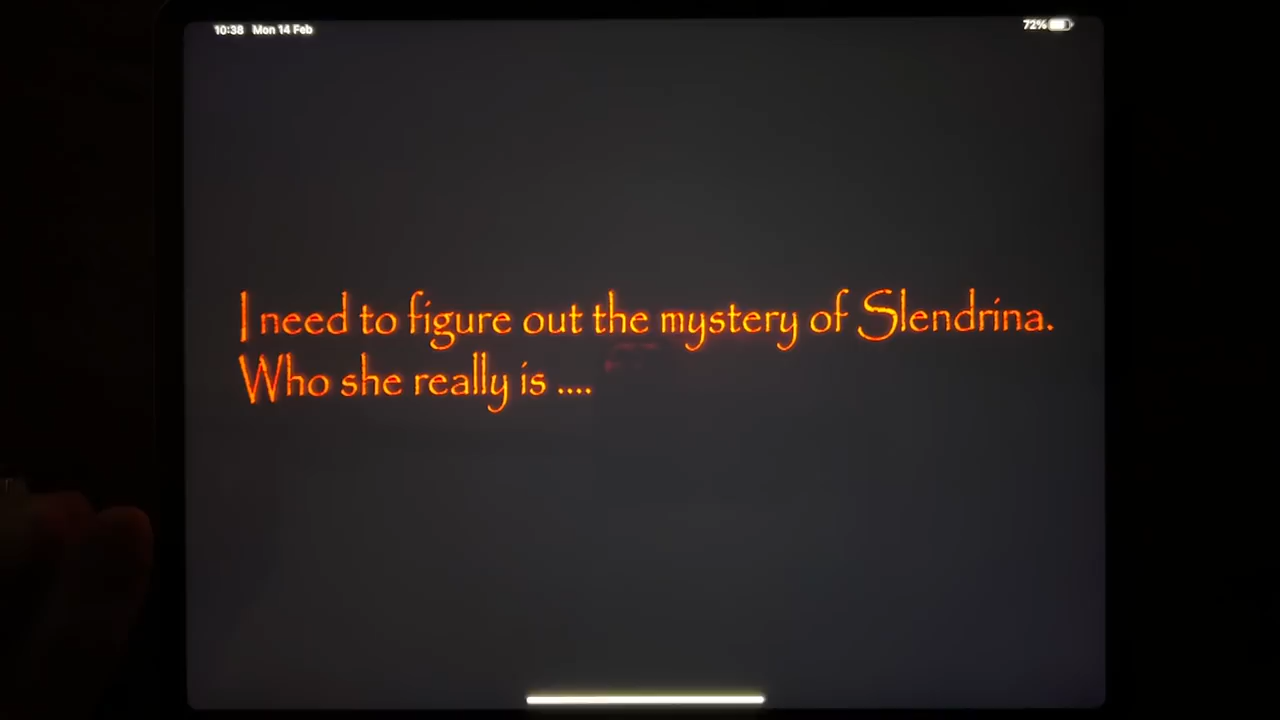 10:38 Mon 14 Feb 72%
I need to figure out the mystery of Slendrina.
Who she really is ....